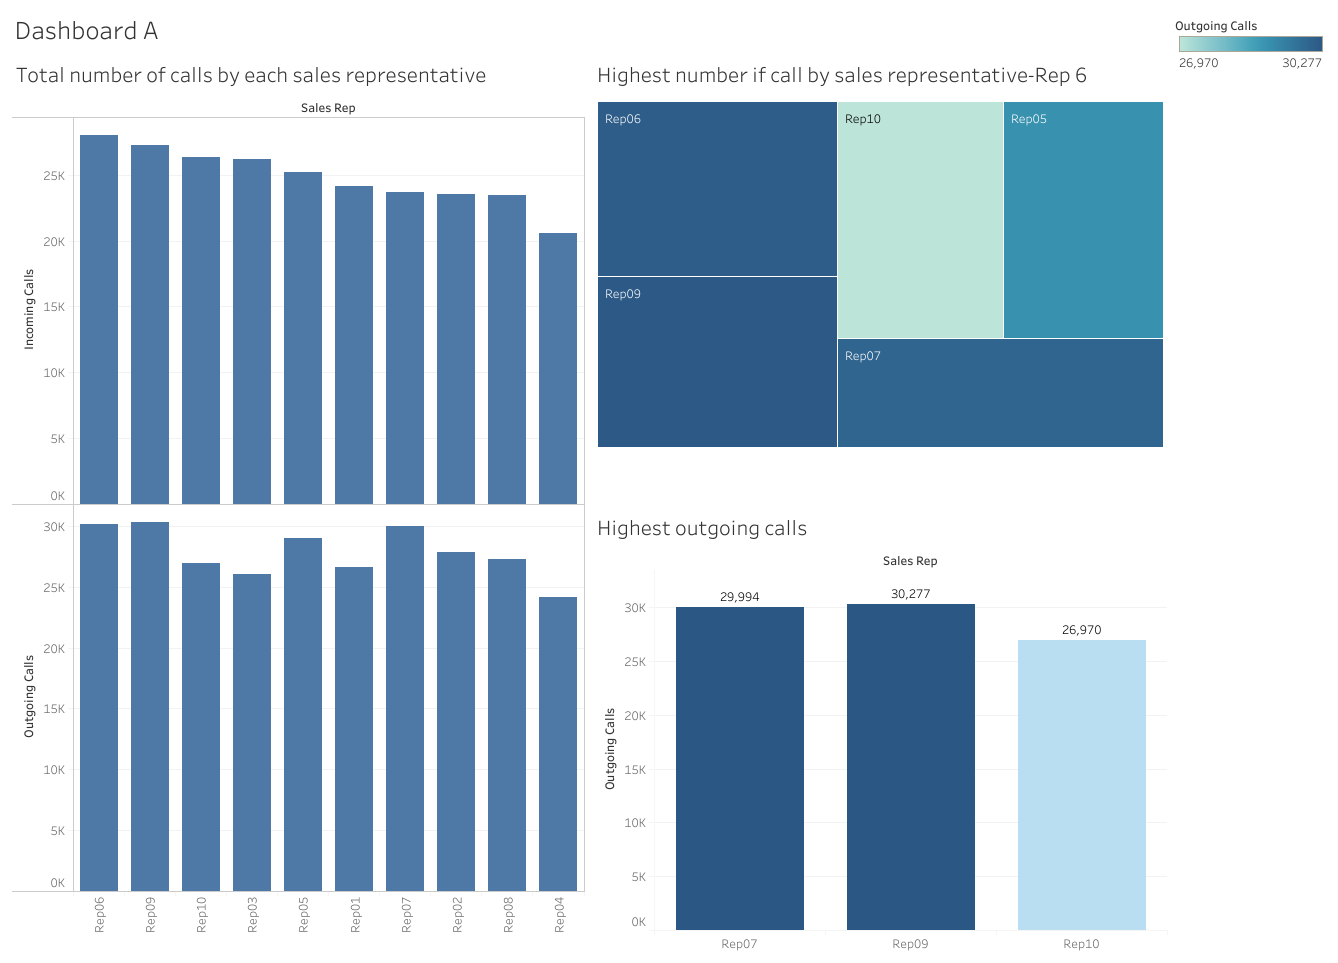 Dashboard A
Outgoing Calls
26,970 30,277
Total number of calls by each sales representative
Sales Rep
Incoming Calls
25K
20K
15K
10K
5K
0K
Outgoing Calls
30K
25K
20K
15K
10K
5K
0K
Rep06 Rep09 Rep10 Rep03 Rep05 Rep01 Rep07 Rep02 Rep08 Rep04
Highest number if call by sales representative-Rep 6
Rep06
Rep10
Rep05
Rep09
Rep07
Highest outgoing calls
Sales Rep
Outgoing Calls
30K
25K
20K
15K
10K
5K
0K
29,994
30,277
26,970
Rep07 Rep09 Rep10